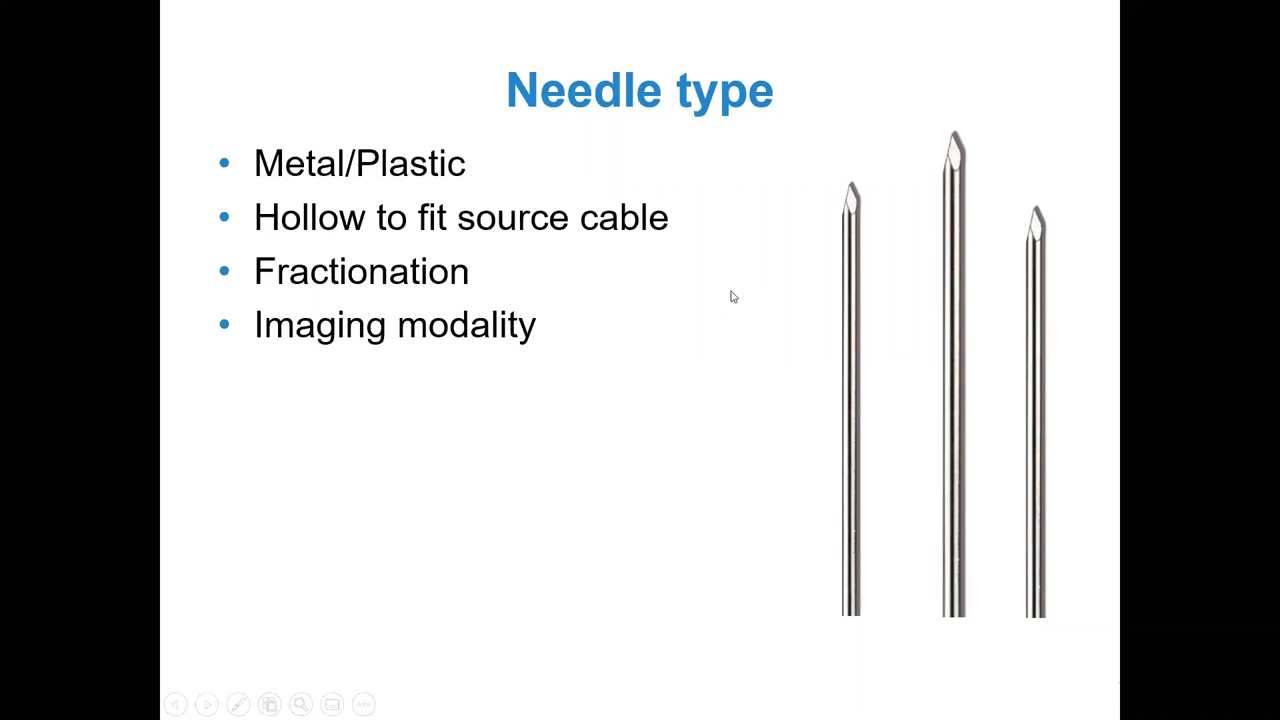 Needle type
• Metal/Plastic
• Hollow to fit source cable
• Fractionation
• Imaging modality